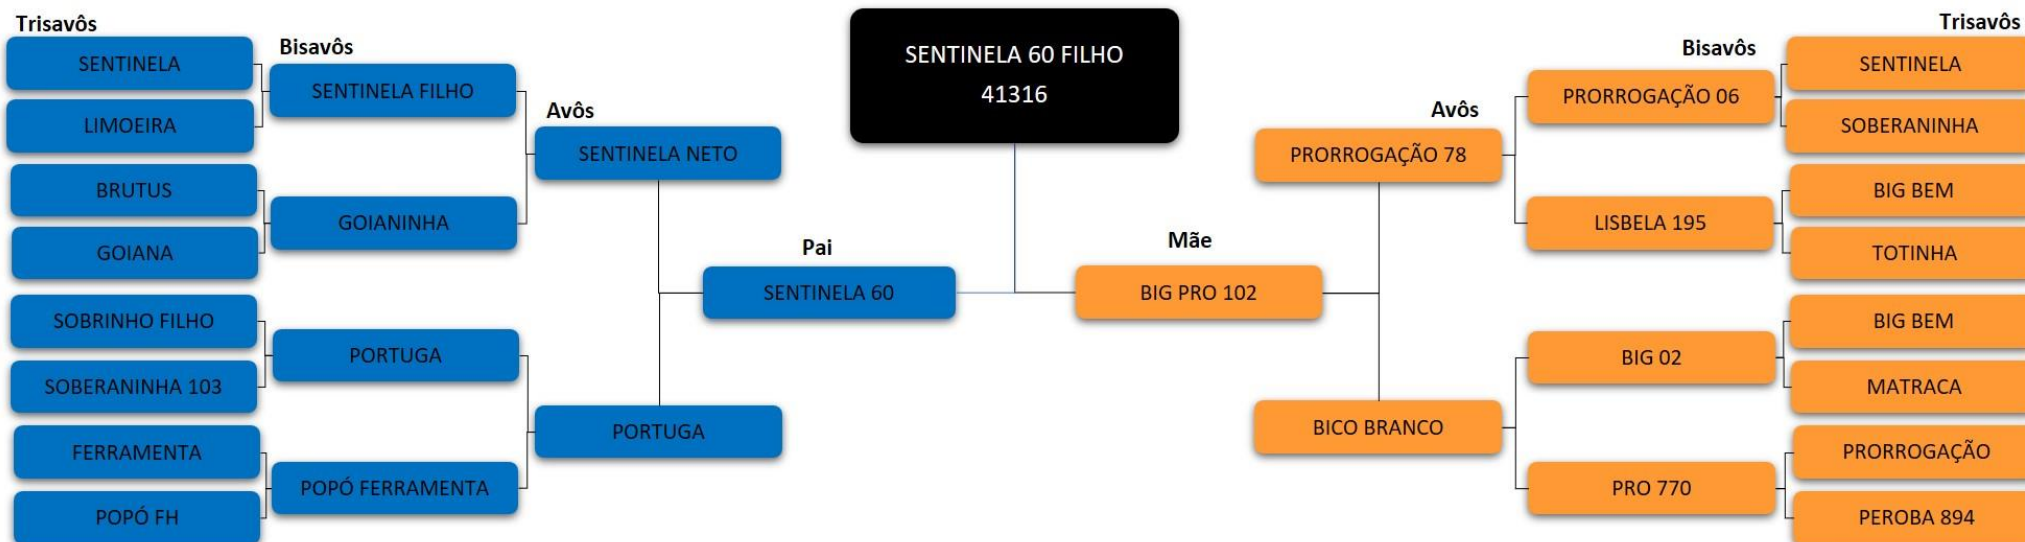 Trisavôs
SENTINELA
LIMOEIRA
BRUTUS
GOIANA
SOBRINHO FILHO
SOBERANINHA 103
FERRAMENTA
POPÓ FH
Bisavôs
SENTINELA FILHO
GOIANINHA
PORTUGA
POPÓ FERRAMENTA
Avôs
SENTINELA NETO
PORTUGA
Pai
SENTINELA 60
SENTINELA 60 FILHO
41316
Mãe
BIG PRO 102
Avôs
PRORROGAÇÃO 78
BICO BRANCO
Bisavôs
PRORROGAÇÃO 06
LISBELA 195
BIG 02
PRO 770
Trisavôs
SENTINELA
SOBERANINHA
BIG BEM
TOTINHA
BIG BEM
MATRACA
PRORROGAÇÃO
PEROBA 894